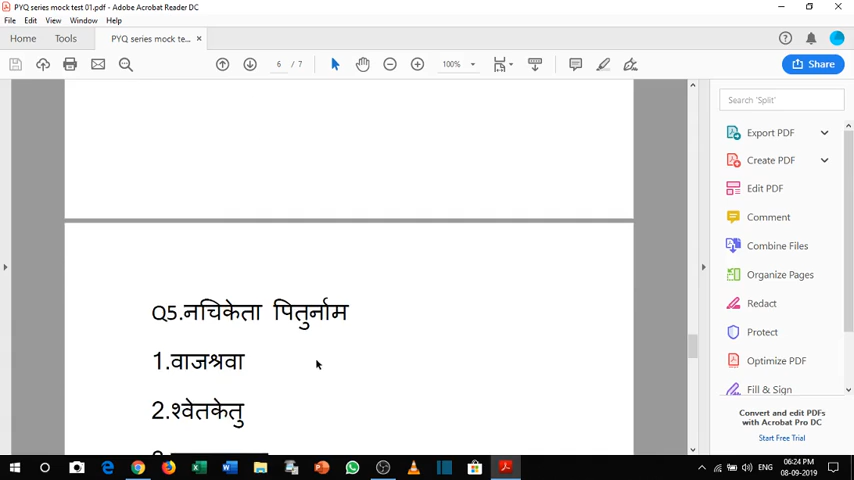 PYQ series mock test 01.pdf - Adobe Acrobat Reader DC
File Edit View Window Help
Home Tools PYQ series mock te... ×
6 / 7 100% Share
Search 'Split'
Export PDF
Create PDF
Edit PDF
Comment
Combine Files
Organize Pages
Redact
Protect
Optimize PDF
Fill & Sign
Convert and edit PDFs
with Acrobat Pro DC
Start Free Trial
Q5.नचिकेता पितुर्नाम
1.वाजश्रवा
2.श्वेतकेतु
ENG
06:24 PM
08-09-2019